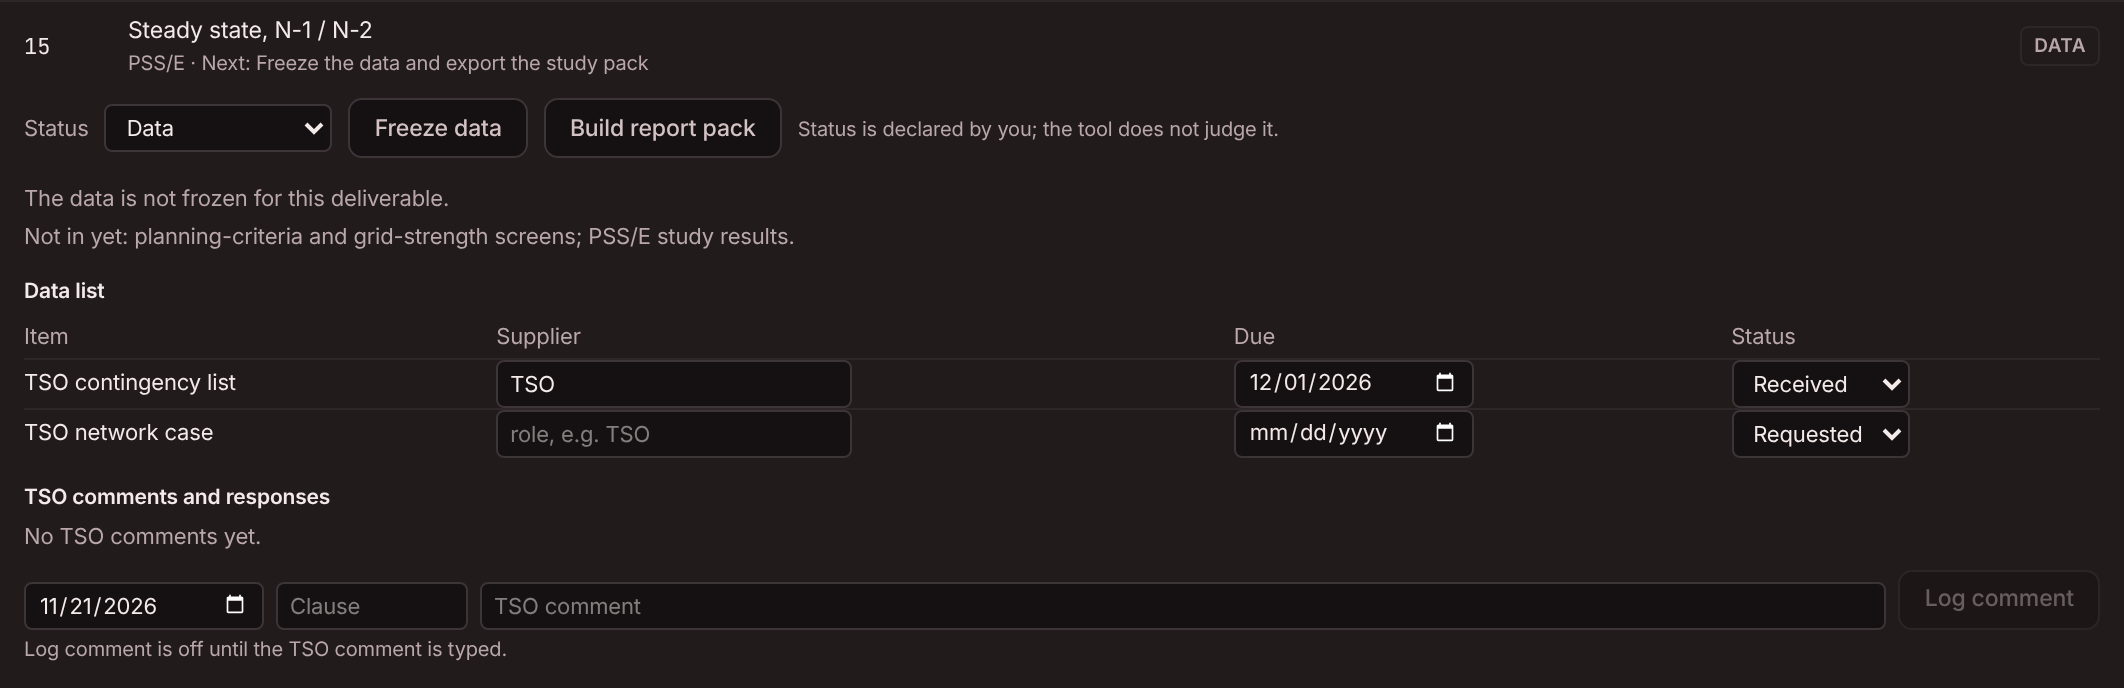 15
Steady state, N-1 / N-2
DATA
PSS/E · Next: Freeze the data and export the study pack
Status Data Freeze data Build report pack Status is declared by you; the tool does not judge it.
The data is not frozen for this deliverable.
Not in yet: planning-criteria and grid-strength screens; PSS/E study results.
Data list
Item Supplier Due Status
TSO contingency list TSO 12/01/2026 Received
TSO network case role, e.g. TSO mm/dd/yyyy Requested
TSO comments and responses
No TSO comments yet.
11/21/2026 Clause TSO comment Log comment
Log comment is off until the TSO comment is typed.